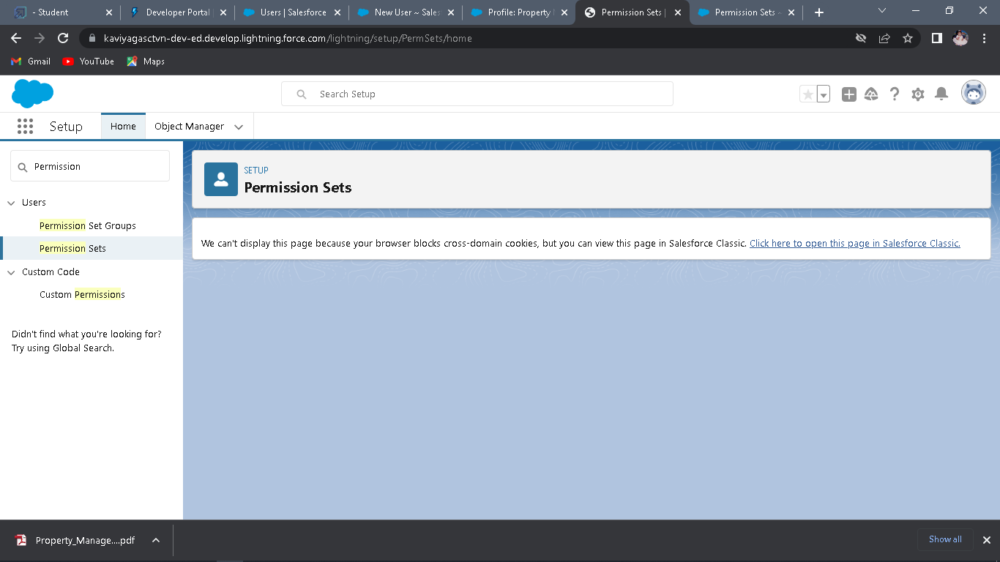 - Student
Developer Portal
Users | Salesforce
New User ~ Sales
Profile: Property
Permission Sets |
Permission Sets ~
kaviyagasctvn-dev-ed.develop.lightning.force.com/lightning/setup/PermSets/home
Gmail
YouTube
Maps
Search Setup
Setup
Home
Object Manager
Permission
Users
Permission Set Groups
Permission Sets
Custom Code
Custom Permissions
Didn't find what you're looking for?
Try using Global Search.
SETUP
Permission Sets
We can't display this page because your browser blocks cross-domain cookies, but you can view this page in Salesforce Classic. Click here to open this page in Salesforce Classic.
Property_Manage....pdf
Show all